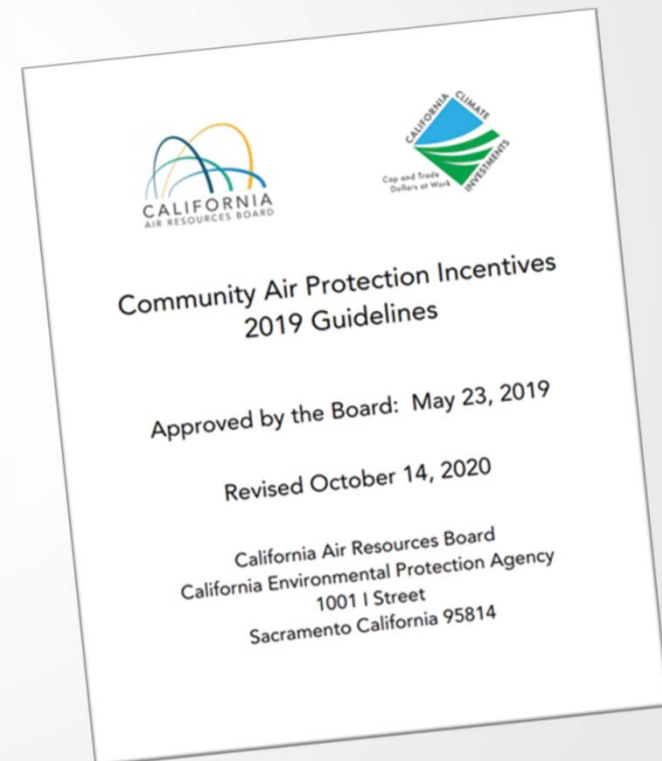 CALIFORNIA
AIR RESOURCES BOARD
CALIFORNIA CLIMATE
INVESTMENTS
Cap and Trade
Dollars at Work
Community Air Protection Incentives
2019 Guidelines
Approved by the Board: May 23, 2019
Revised October 14, 2020
California Air Resources Board
California Environmental Protection Agency
1001 I Street
Sacramento California 95814